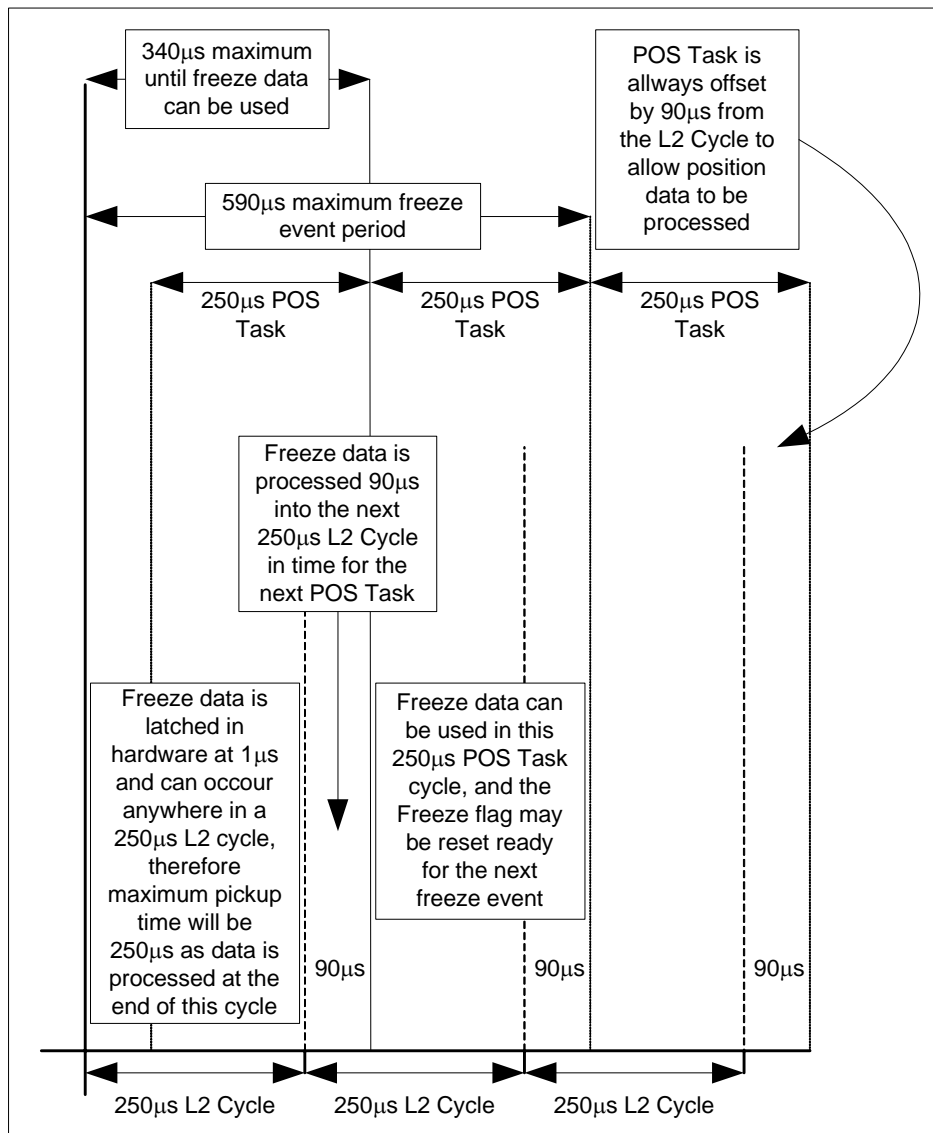 340μs maximum
until freeze data
can be used
POS Task is
allways offset
by 90μs from
the L2 Cycle to
allow position
data to be
processed
590μs maximum freeze
event period
250μs POS
Task
250μs POS
Task
250μs POS
Task
Freeze data is
processed 90μs
into the next
250μs L2 Cycle
in time for the
next POS Task
Freeze data is
latched in
hardware at 1μs
and can occour
anywhere in a
250μs L2 cycle,
therefore
maximum pickup
time will be
250μs as data is
processed at the
end of this cycle
Freeze data can
be used in this
250μs POS Task
cycle, and the
Freeze flag may
be reset ready
for the next
freeze event
90μs
90μs
90μs
250μs L2 Cycle
250μs L2 Cycle
250μs L2 Cycle